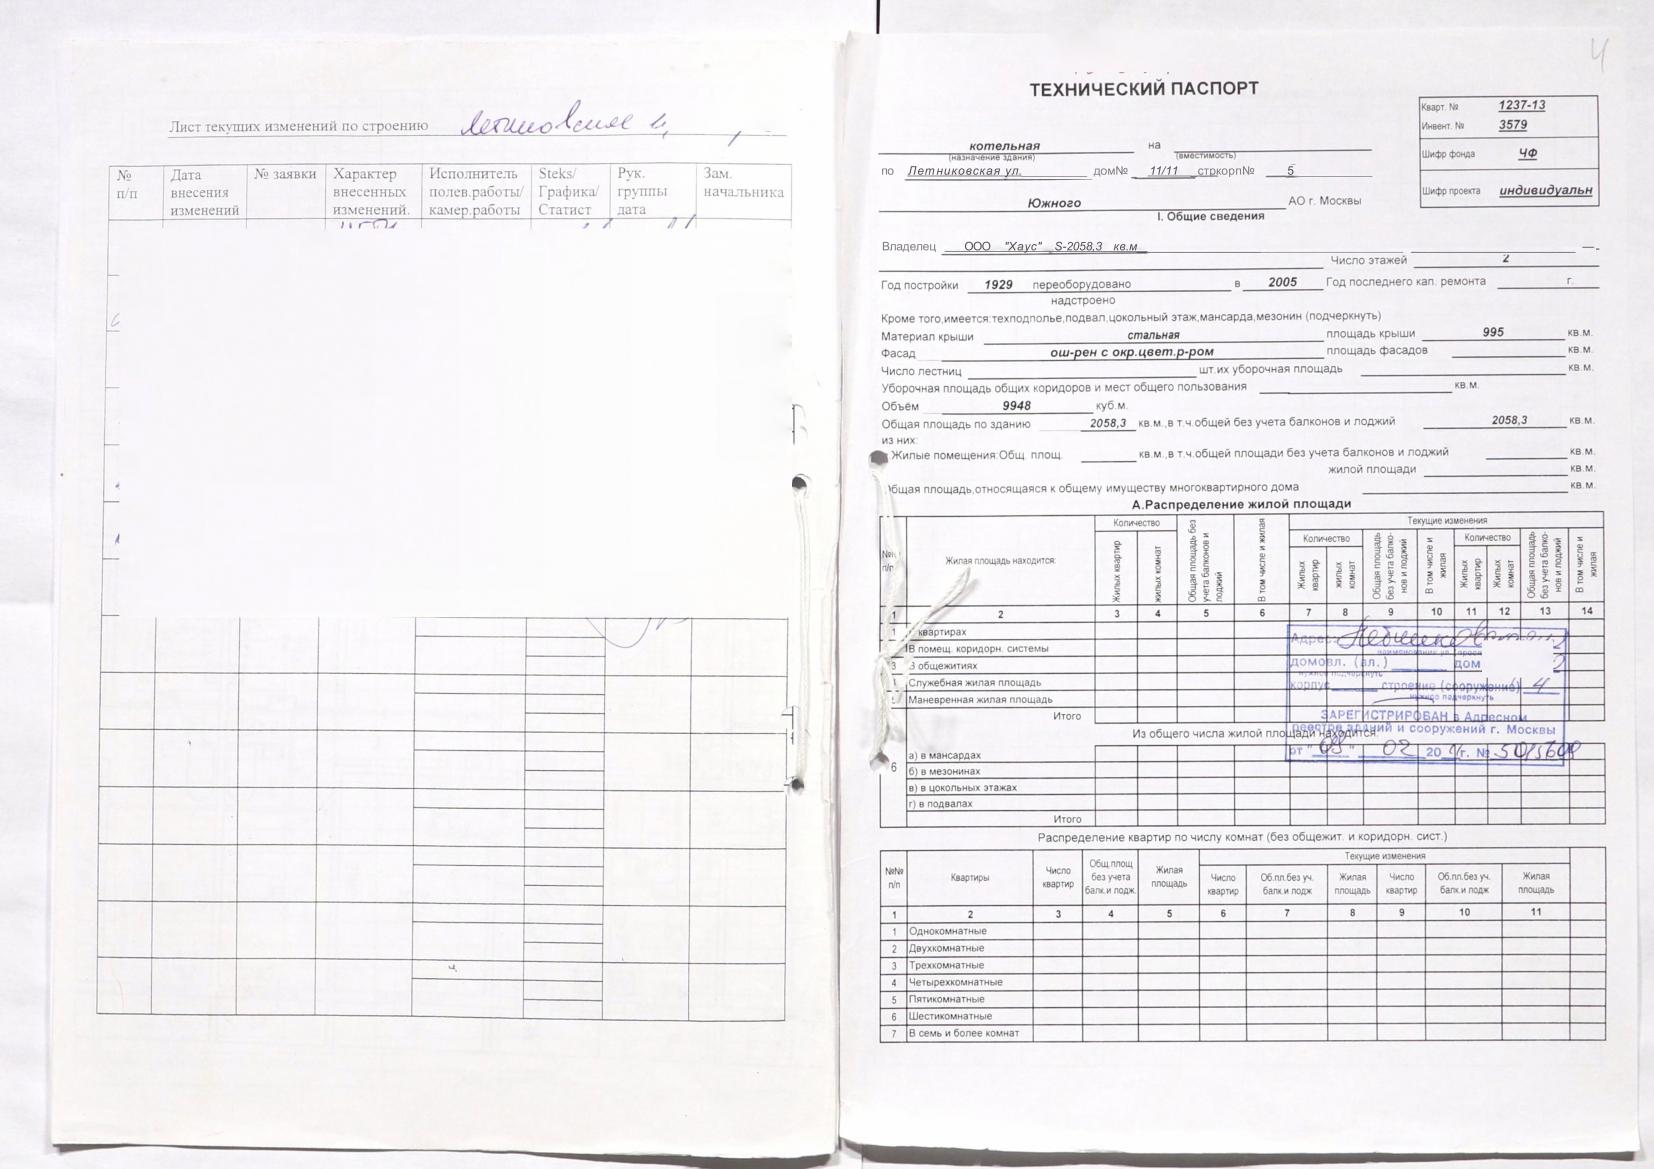 Лист текущих изменений по строению
№ п/п
Дата внесения изменений
№ заявки
Характер внесенных изменений.
Исполнитель полев.работы/ камер.работы
Steks/ Графика/ Статист
Рук. группы дата
Зам. начальника
4
ТЕХНИЧЕСКИЙ ПАСПОРТ
Кварт. № 1237-13
Инвент. № 3579
Шифр фонда ЧФ
Шифр проекта индивидуальн
котельная на
(назначение здания) (вместимость)
по Летниковская ул. дом№ 11/11 стркорп№ 5
Южного АО г. Москвы
I. Общие сведения
Владелец ООО "Хаус" S-2058,3 кв.м
Число этажей 2
Год постройки 1929 переоборудовано в 2005 Год последнего кап. ремонта г.
надстроено
Кроме того,имеется:техподполье,подвал,цокольный этаж,мансарда,мезонин (подчеркнуть)
Материал крыши стальная площадь крыши 995 кв.м.
Фасад ош-рен с окр.цвет.р-ром площадь фасадов кв.м.
Число лестниц шт.их уборочная площадь кв.м.
Уборочная площадь общих коридоров и мест общего пользования кв.м.
Объём 9948 куб.м.
Общая площадь по зданию 2058,3 кв.м.,в т.ч.общей без учета балконов и лоджий 2058,3 кв.м.
из них:
Жилые помещения:Общ. площ. кв.м.,в т.ч.общей площади без учета балконов и лоджий кв.м.
жилой площади кв.м.
Общая площадь,относящаяся к общему имуществу многоквартирного дома кв.м.
А.Распределение жилой площади
Количество Текущие изменения
Количество Количество
п/п
Жилая площадь находится:
Жилых квартир
жилых комнат
Общая площадь без учета балконов и лоджий
В том числе и жилая
Жилых квартир
жилых комнат
Общая площадь без учета балко- нов и лоджий
В том числе и жилая
Жилых квартир
Жилых комнат
Общая площадь без учета балко- нов и лоджий
В том числе и жилая
1 2 3 4 5 6 7 8 9 10 11 12 13 14
1 квартирах
В помещ. коридорн. системы
3 В общежитиях
Служебная жилая площадь
Маневренная жилая площадь
Итого
Адрес:
наименование ул., просп
домовл. (вл.) дом 2
нужное подчеркнуть
корпус строение (сооружение) 4
нужное подчеркнуть
ЗАРЕГИСТРИРОВАН в Адресном
реестре зданий и сооружений г. Москвы
от " " 02 20 г. №
Из общего числа жилой площади находится:
6
а) в мансардах
б) в мезонинах
в) в цокольных этажах
г) в подвалах
Итого
Распределение квартир по числу комнат (без общежит. и коридорн. сист.)
№№ п/п
Квартиры
Число квартир
Общ.площ без учета балк.и лодж.
Жилая площадь
Текущие изменения
Число квартир
Об.пл.без уч. балк.и лодж
Жилая площадь
Число квартир
Об.пл.без уч. балк.и лодж
Жилая площадь
1 2 3 4 5 6 7 8 9 10 11
1 Однокомнатные
2 Двухкомнатные
3 Трехкомнатные
4 Четырехкомнатные
5 Пятикомнатные
6 Шестикомнатные
7 В семь и более комнат